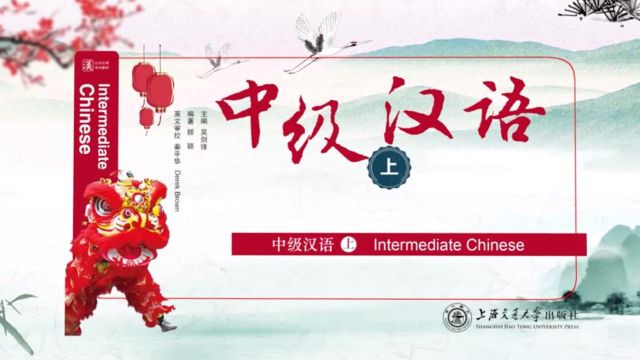 Intermediate
Chinese
中级汉语
上
主编 吴剑锋
编著 顾颖
英文审校 秦于华 Derek Brown
中级汉语 上 Intermediate Chinese
上海交通大学出版社
SHANGHAI JIAO TONG UNIVERSITY PRESS